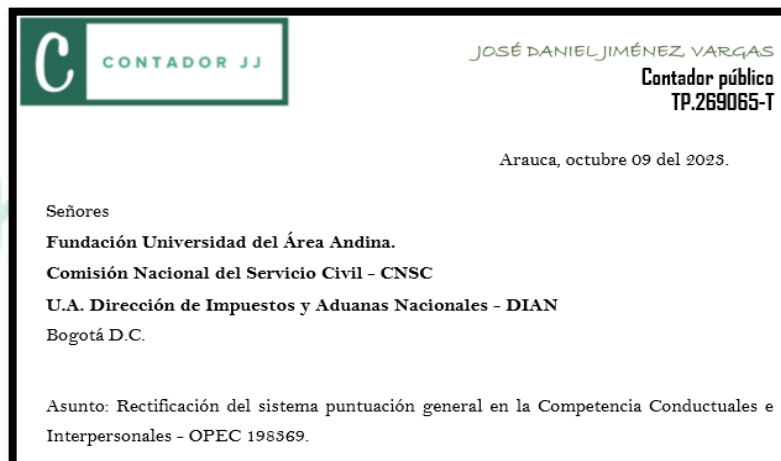 C CONTADOR JJ
JOSÉ DANIEL JIMÉNEZ VARGAS
Contador público
TP.269065-T
Arauca, octubre 09 del 2023.
Señores
Fundación Universidad del Área Andina.
Comisión Nacional del Servicio Civil - CNSC
U.A. Dirección de Impuestos y Aduanas Nacionales - DIAN
Bogotá D.C.
Asunto: Rectificación del sistema puntuación general en la Competencia Conductuales e
Interpersonales - OPEC 198369.